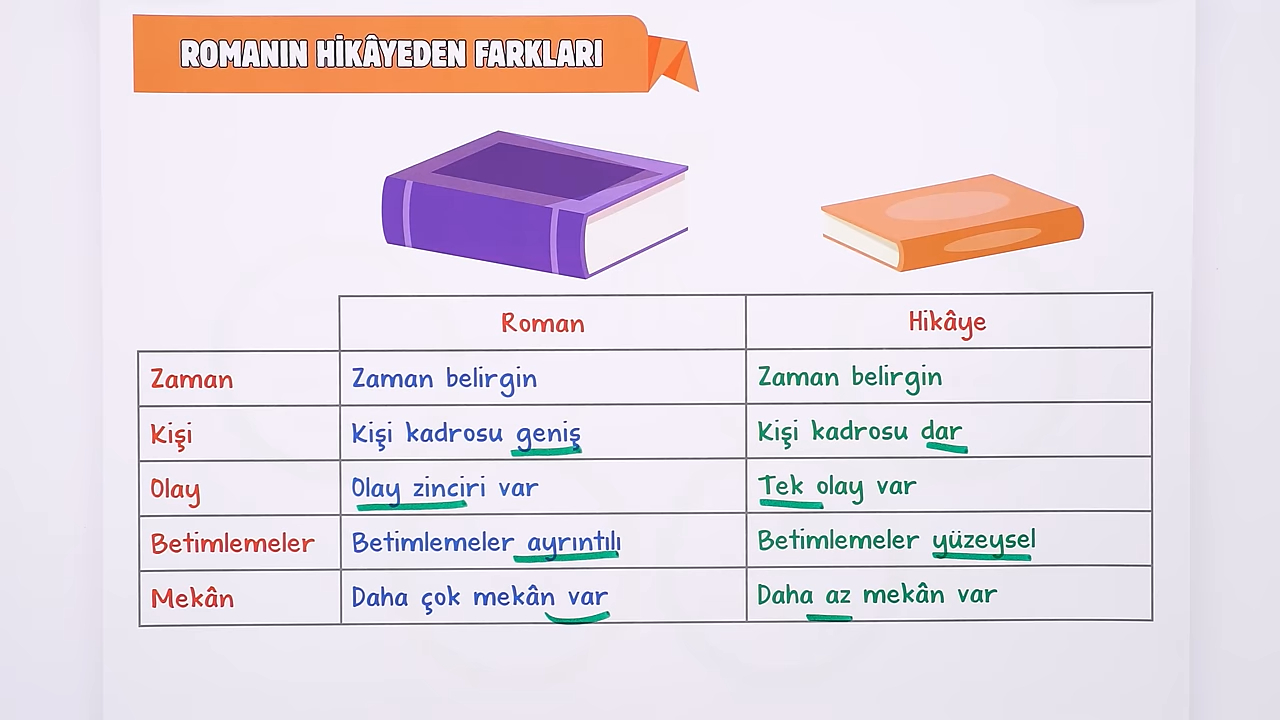 ROMANIN HİKÂYEDEN FARKLARI
Roman Hikâye
Zaman Zaman belirgin Zaman belirgin
Kişi Kişi kadrosu geniş Kişi kadrosu dar
Olay Olay zinciri var Tek olay var
Betimlemeler Betimlemeler ayrıntılı Betimlemeler yüzeysel
Mekân Daha çok mekân var Daha az mekân var